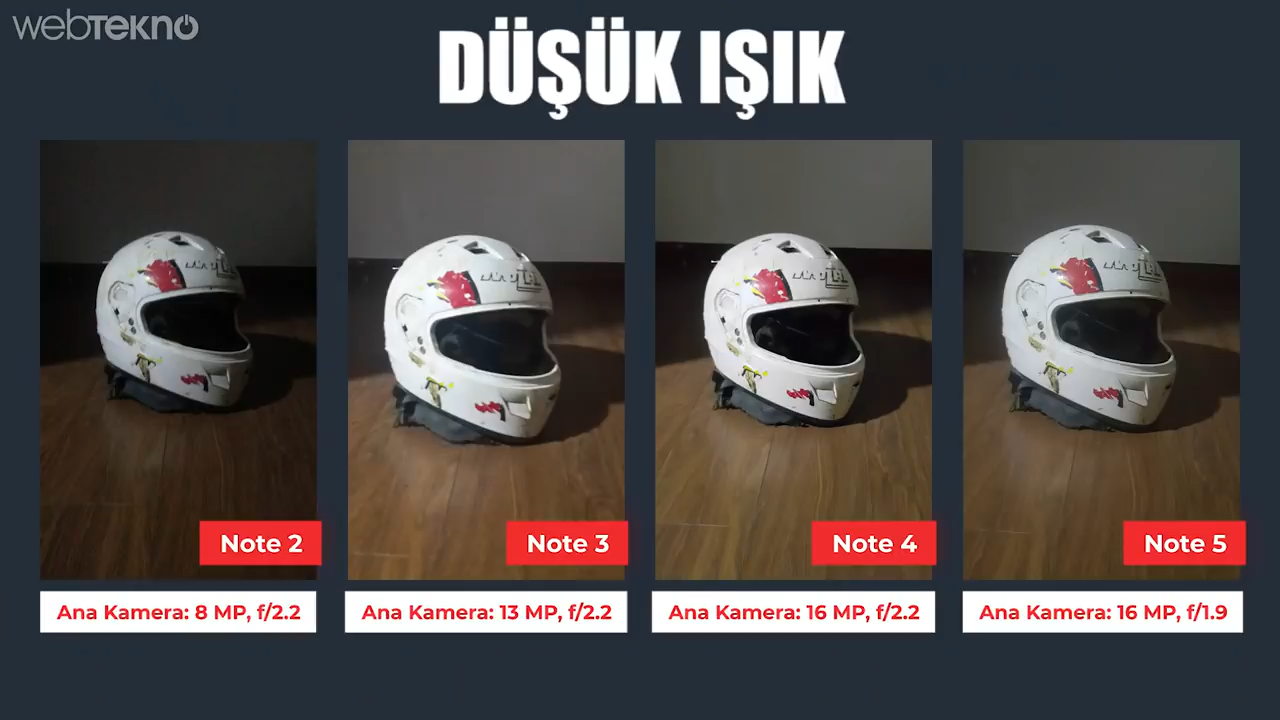 webTEKNO
DÜŞÜK IŞIK
Note 2
Note 3
Note 4
Note 5
Ana Kamera: 8 MP, f/2.2
Ana Kamera: 13 MP, f/2.2
Ana Kamera: 16 MP, f/2.2
Ana Kamera: 16 MP, f/1.9